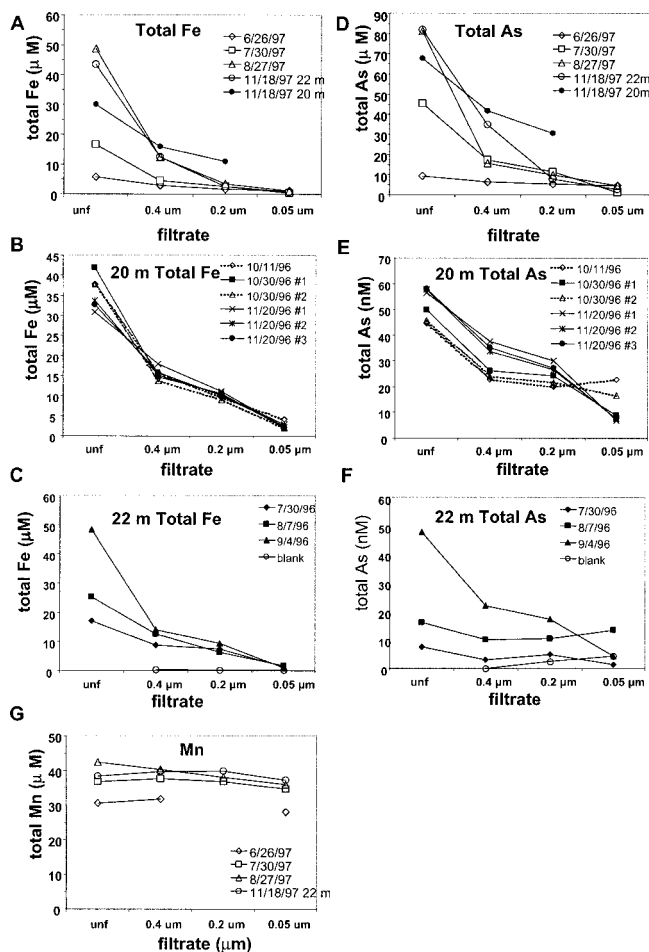 A
Total Fe
total Fe (μ M)
60
50
40
30
20
10
0
unf
0.4 um
0.2 um
0.05 um
filtrate
6/26/97
7/30/97
8/27/97
11/18/97 22 m
11/18/97 20 m
D
Total As
total As (μ M)
90
80
70
60
50
40
30
20
10
0
unf
0.4 um
0.2 um
0.05 um
filtrate
6/26/97
7/30/97
8/27/97
11/18/97 22m
11/18/97 20m
B
20 m Total Fe
total Fe (μM)
45
40
35
30
25
20
15
10
5
0
unf
0.4 μm
0.2 μm
0.05 μm
filtrate
10/11/96
10/30/96 #1
10/30/96 #2
11/20/96 #1
11/20/96 #2
11/20/96 #3
E
20 m Total As
total As (nM)
70
60
50
40
30
20
10
0
unf
0.4 μm
0.2 μm
0.05 μm
filtrate
10/11/96
10/30/96 #1
10/30/96 #2
11/20/96 #1
11/20/96 #2
11/20/96 #3
C
22 m Total Fe
total Fe (μM)
60
50
40
30
20
10
0
unf
0.4 μm
0.2 μm
0.05 μm
filtrate
7/30/96
8/7/96
9/4/96
blank
F
22 m Total As
total As (nM)
60
50
40
30
20
10
0
unf
0.4 μm
0.2 μm
0.05 μm
filtrate
7/30/96
8/7/96
9/4/96
blank
G
Mn
total Mn (μ M)
50
40
30
20
10
0
unf
0.4 um
0.2 um
0.05 um
filtrate (μm)
6/26/97
7/30/97
8/27/97
11/18/97 22 m